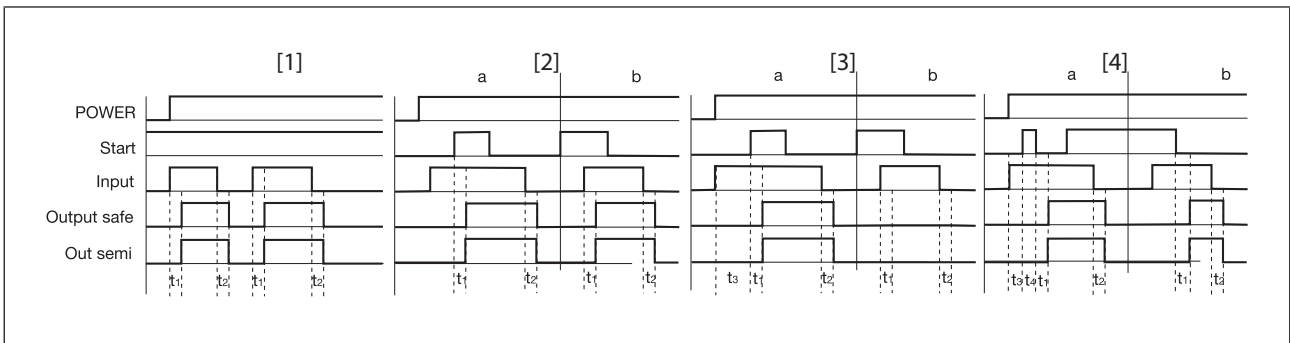 [1] [2] [3] [4]
a b a b a b
POWER
Start
Input
Output safe
Out semi
t1 t2 t1 t2 t1 t2 t1 t2 t3 t1 t2 t1 t2 t3 t4 t1 t2 t1 t2